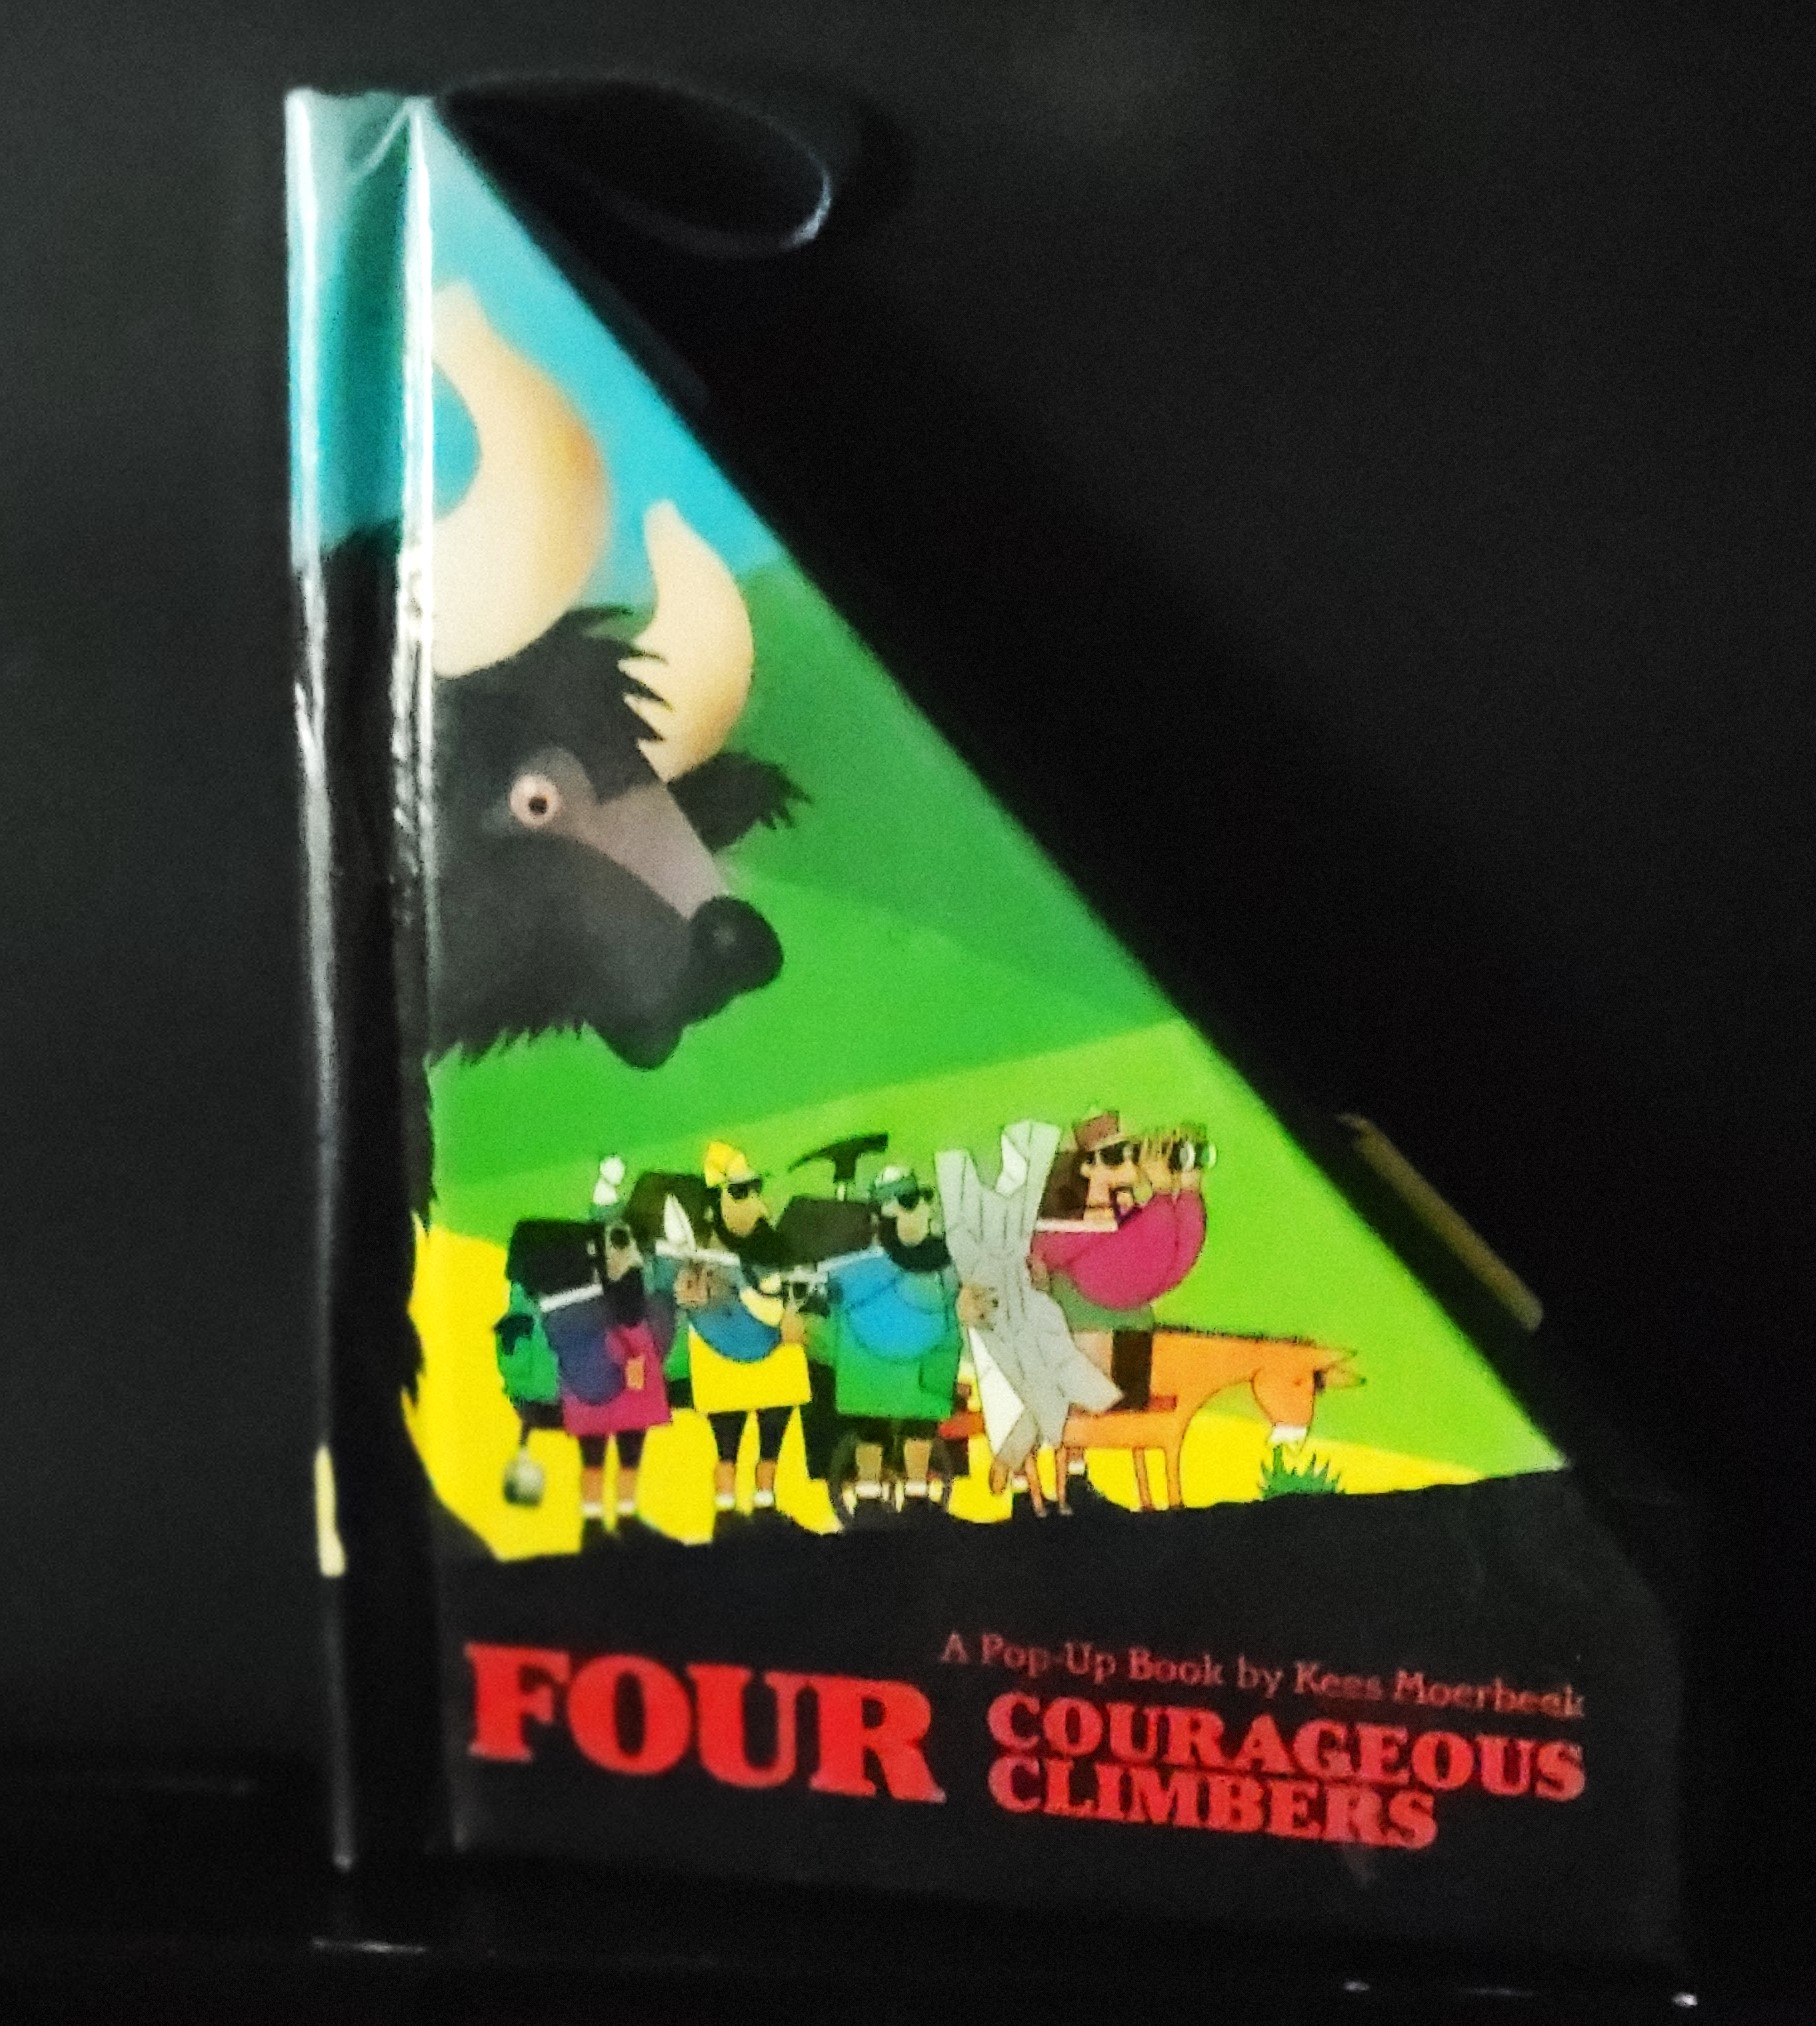 A Pop-Up Book by Kees Moerbeek
FOUR COURAGEOUS
CLIMBERS